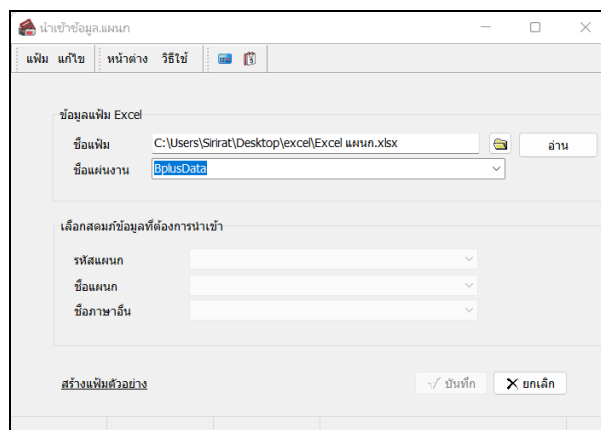 นำเข้าข้อมูล.แผนก
แฟ้ม แก้ไข หน้าต่าง วิธีใช้
ข้อมูลแฟ้ม Excel
ชื่อแฟ้ม C:\Users\Sirirat\Desktop\excel\Excel แผนก.xlsx อ่าน
ชื่อแผ่นงาน BplusData
เลือกสดมภ์ข้อมูลที่ต้องการนำเข้า
รหัสแผนก
ชื่อแผนก
ชื่อภาษาอื่น
สร้างแฟ้มตัวอย่าง บันทึก ยกเลิก